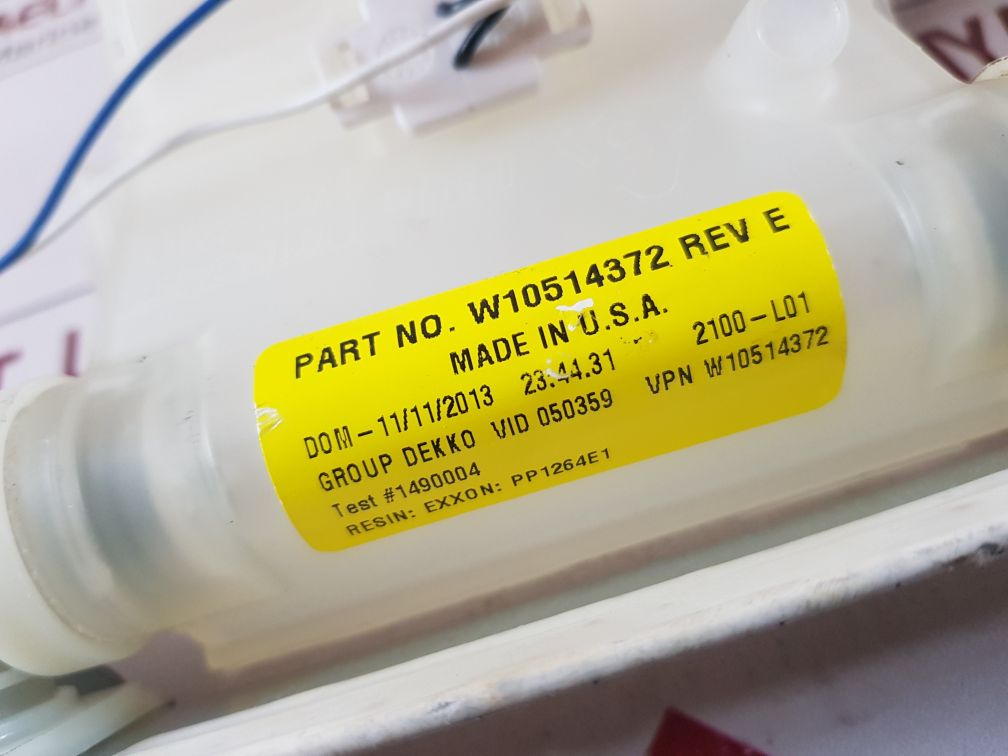 PART NO. W10514372 REV E
MADE IN U.S.A.
DOM-11/11/2013 23:44.31 2100-L01
GROUP DEKKO VID 050359 VPN W10514372
Test #1490004
RESIN: EXXON: PP1264E1